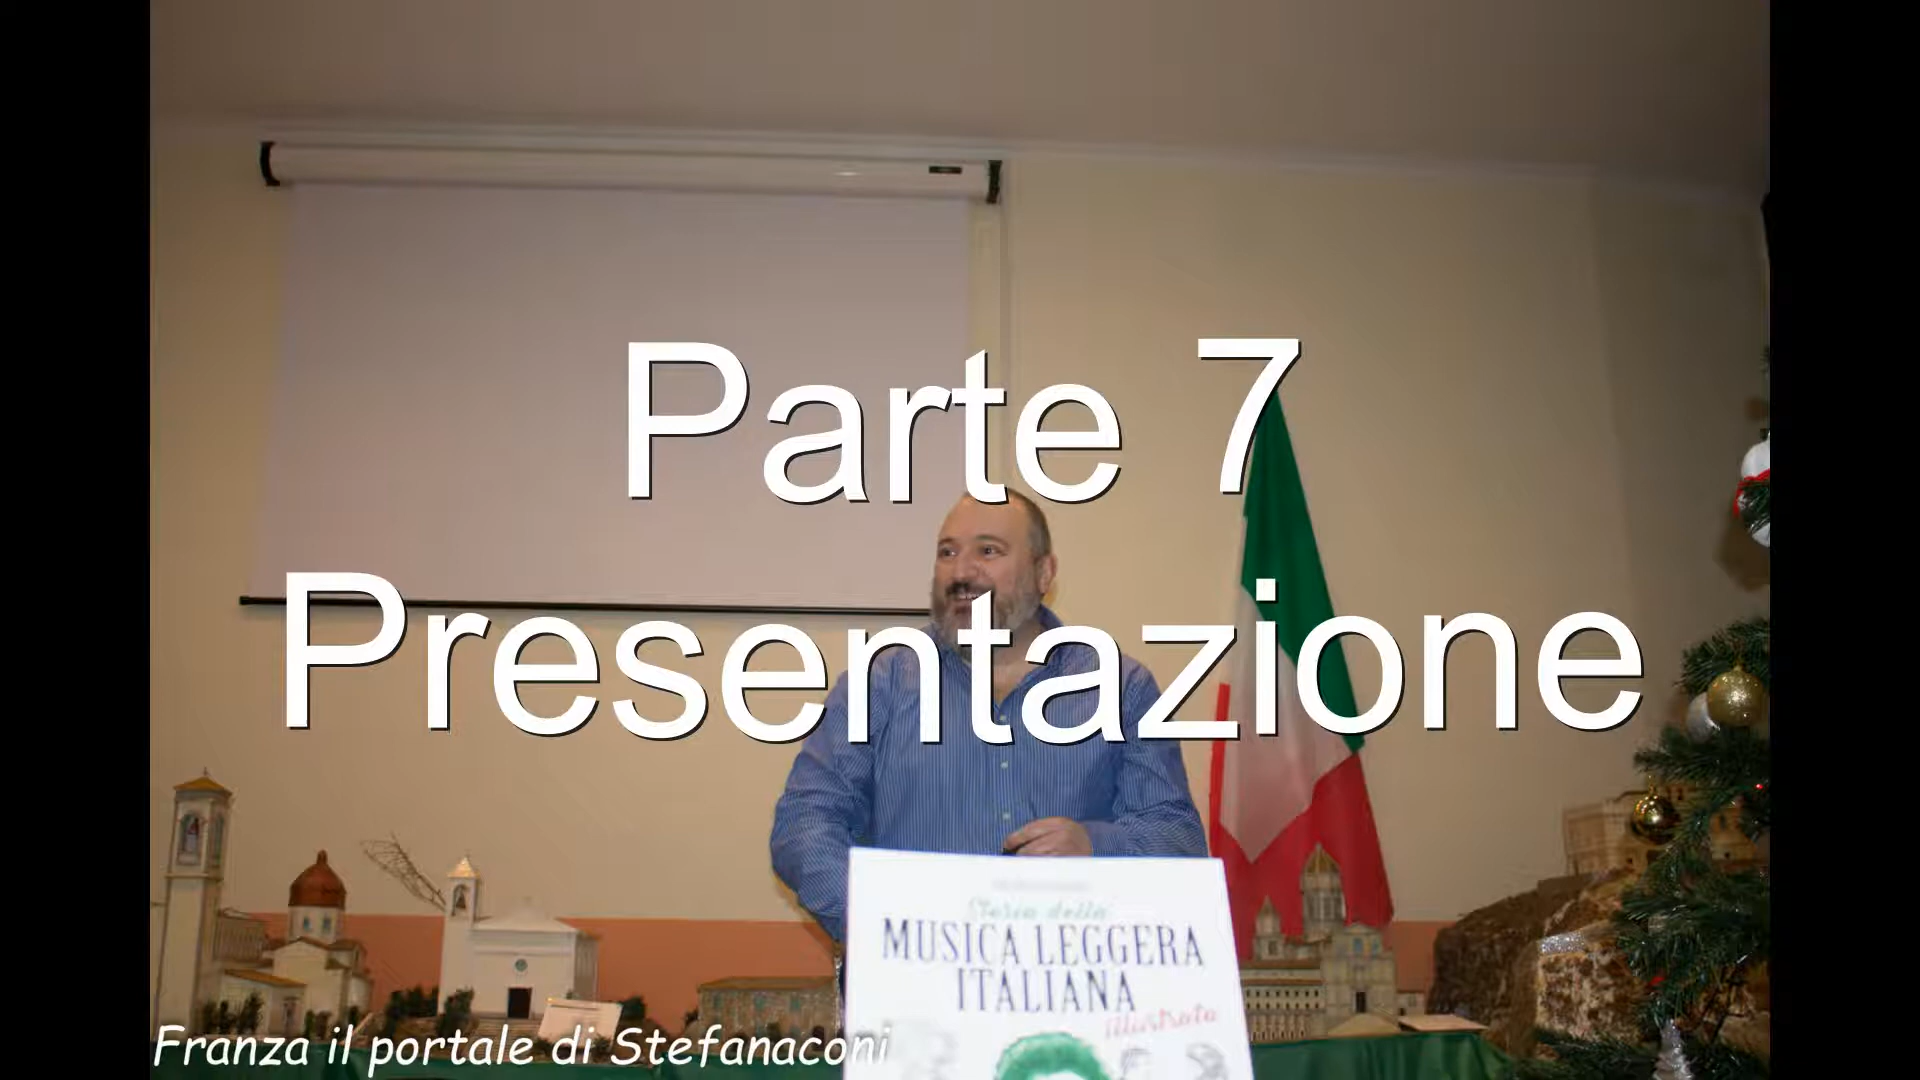 Parte 7
Presentazione
Storia della
MUSICA LEGGERA
ITALIANA
illustrata
Franza il portale di Stefanaconi